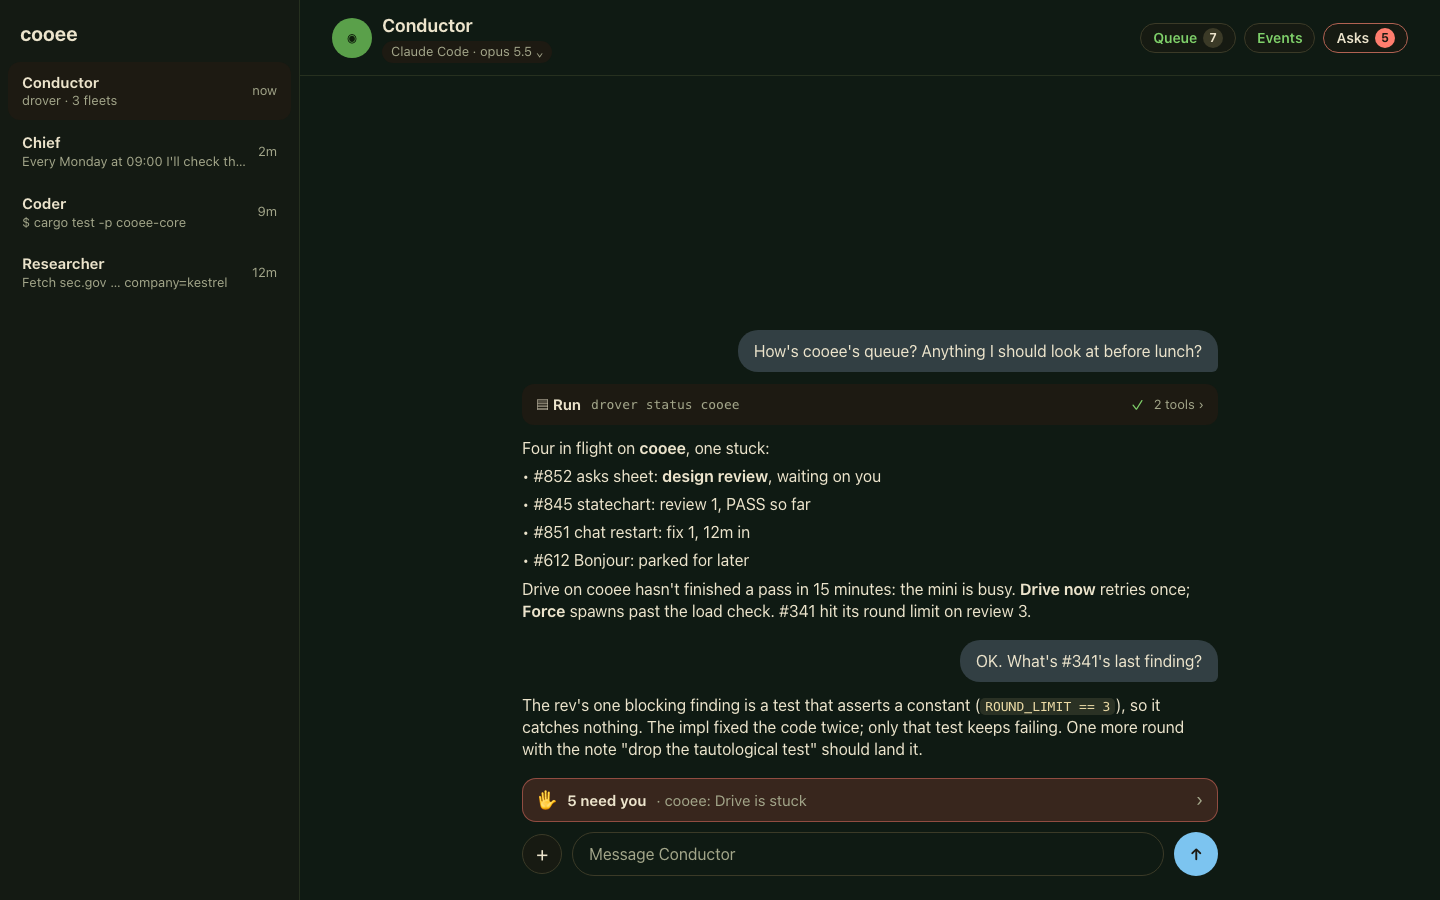 cooee
Conductor
drover · 3 fleets
now
Chief
Every Monday at 09:00 I'll check th...
2m
Coder
$ cargo test -p cooee-core
9m
Researcher
Fetch sec.gov ... company=kestrel
12m
Conductor
Claude Code · opus 5.5
Queue 7
Events
Asks 5
How's cooee's queue? Anything I should look at before lunch?
Run drover status cooee
✓ 2 tools ›
Four in flight on cooee, one stuck:
• #852 asks sheet: design review, waiting on you
• #845 statechart: review 1, PASS so far
• #851 chat restart: fix 1, 12m in
• #612 Bonjour: parked for later
Drive on cooee hasn't finished a pass in 15 minutes: the mini is busy. Drive now retries once;
Force spawns past the load check. #341 hit its round limit on review 3.
OK. What's #341's last finding?
The rev's one blocking finding is a test that asserts a constant (ROUND_LIMIT == 3), so it
catches nothing. The impl fixed the code twice; only that test keeps failing. One more round
with the note "drop the tautological test" should land it.
5 need you · cooee: Drive is stuck ›
+ Message Conductor